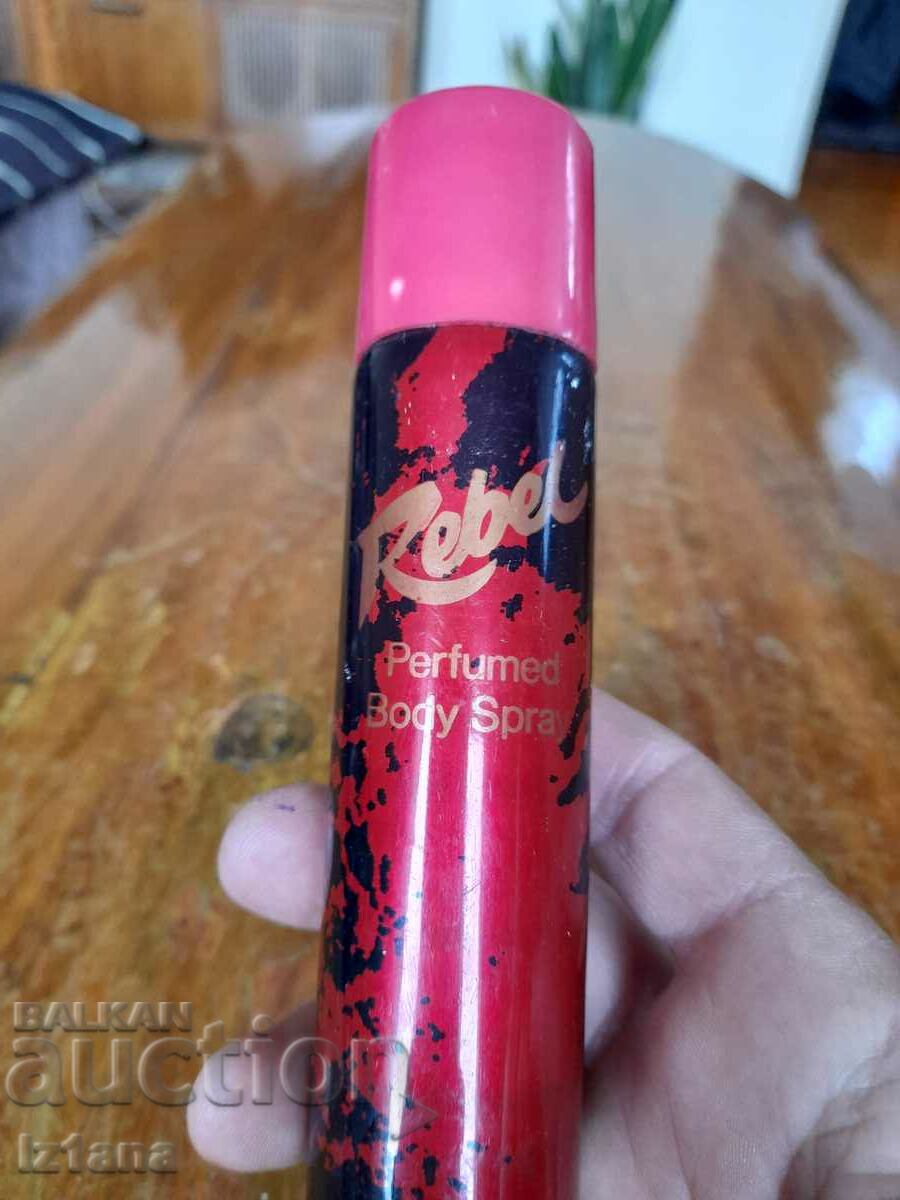 Rebel
Perfumed
Body Spray
BALKAN
auction
iz1ana